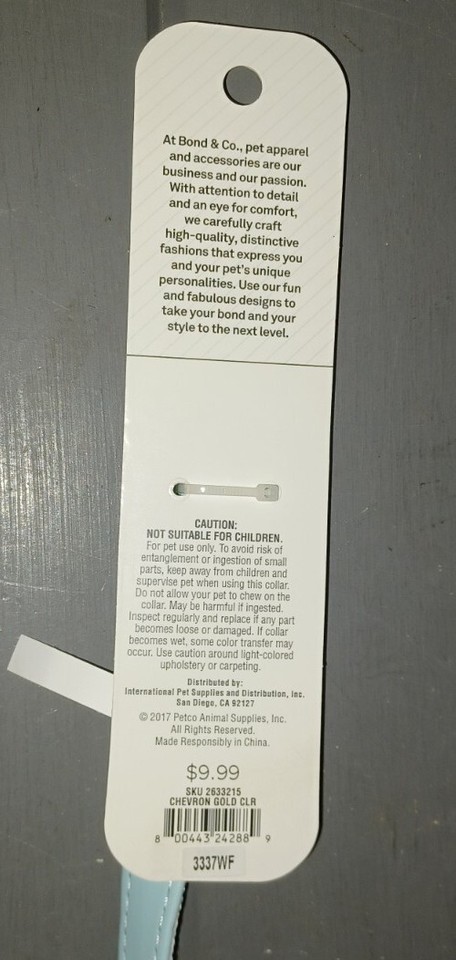 At Bond & Co., pet apparel
and accessories are our
business and our passion.
With attention to detail
and an eye for comfort,
we carefully craft
high-quality, distinctive
fashions that express you
and your pet's unique
personalities. Use our fun
and fabulous designs to
take your bond and your
style to the next level.
CAUTION:
NOT SUITABLE FOR CHILDREN.
For pet use only. To avoid risk of
entanglement or ingestion of small
parts, keep away from children and
supervise pet when using this collar.
Do not allow your pet to chew on the
collar. May be harmful if ingested.
Inspect regularly and replace if any part
becomes loose or damaged. If collar
becomes wet, some color transfer may
occur. Use caution around light-colored
upholstery or carpeting.
Distributed by:
International Pet Supplies and Distribution, Inc.
San Diego, CA 92127
© 2017 Petco Animal Supplies, Inc.
All Rights Reserved.
Made Responsibly in China.
$9.99
SKU 2633215
CHEVRON GOLD CLR
8 00443 24288 9
3337WF